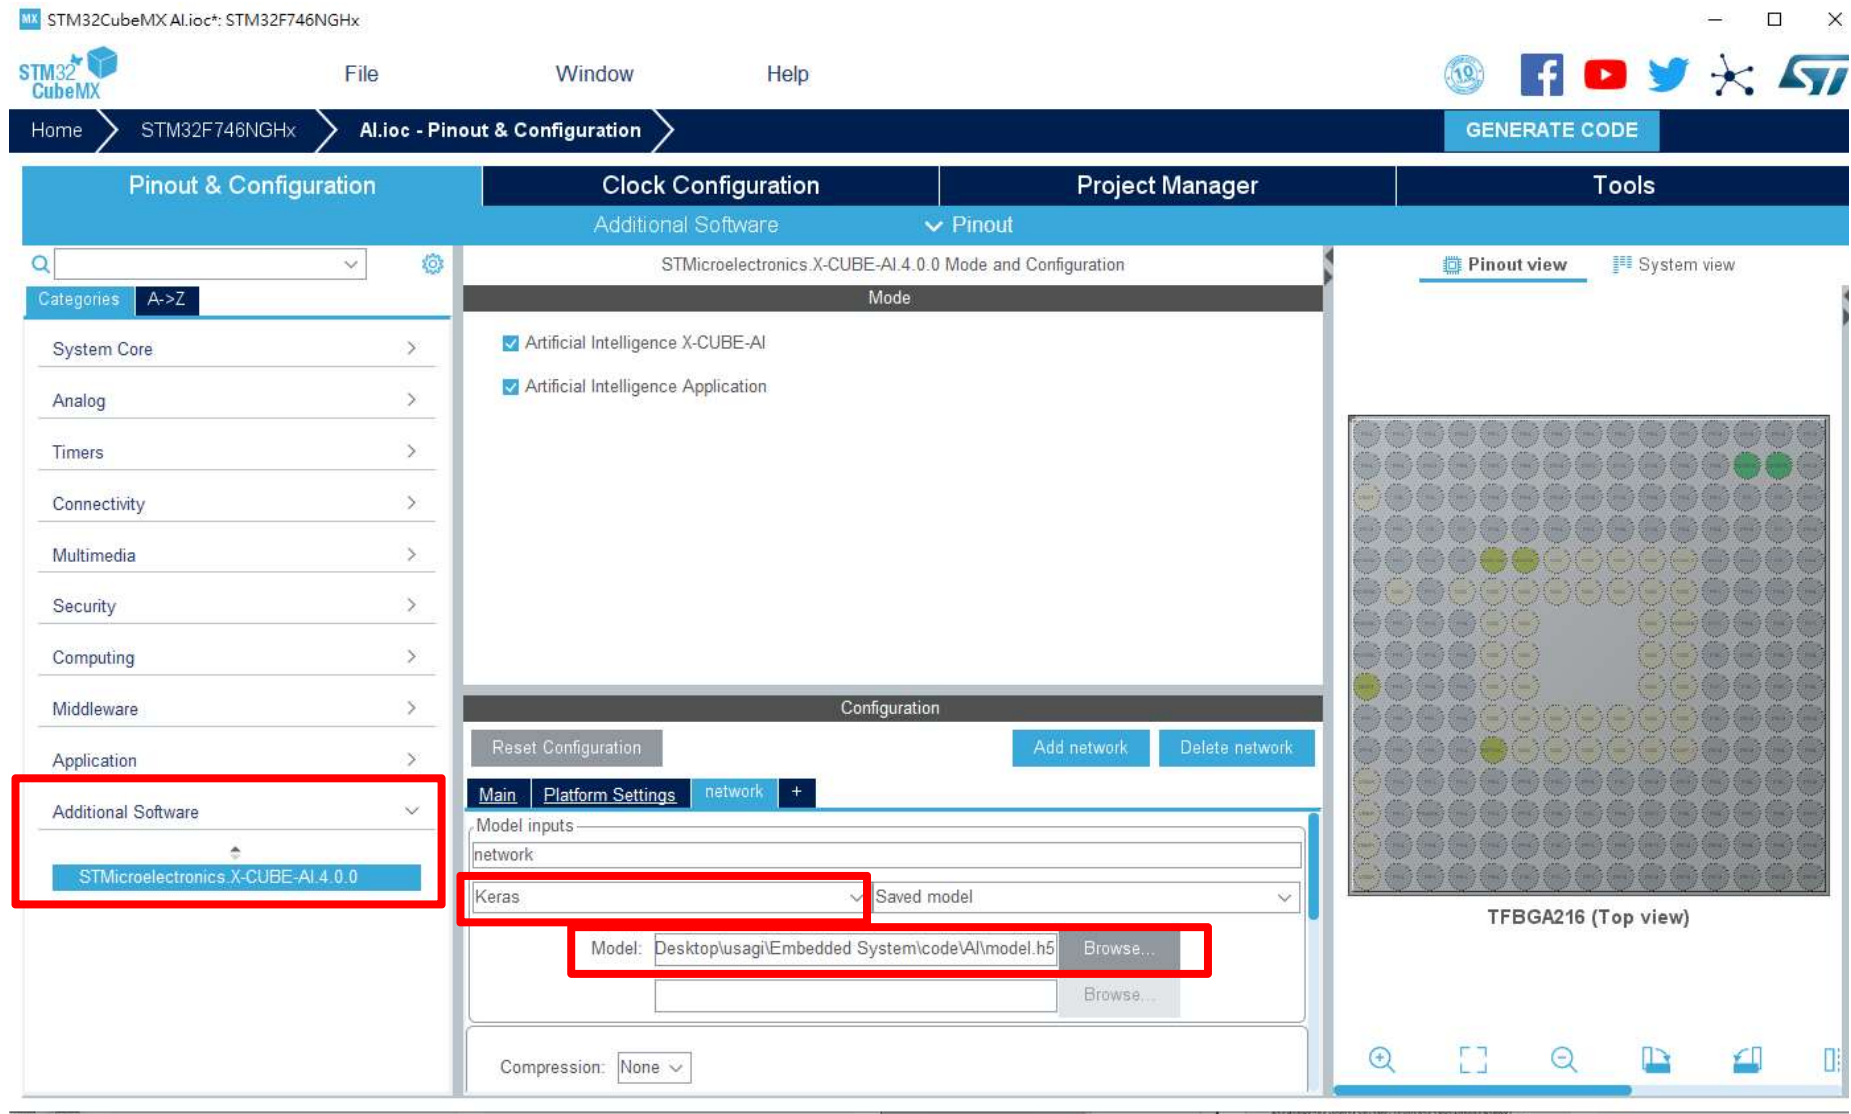 MX STM32CubeMX AI.ioc*: STM32F746NGHx
STM32
CubeMX
File Window Help
10
ST
Home STM32F746NGHx AI.ioc - Pinout & Configuration GENERATE CODE
Pinout & Configuration Clock Configuration Project Manager Tools
Additional Software Pinout
Categories A->Z
System Core
Analog
Timers
Connectivity
Multimedia
Security
Computing
Middleware
Application
Additional Software
STMicroelectronics.X-CUBE-AI.4.0.0
STMicroelectronics.X-CUBE-AI.4.0.0 Mode and Configuration
Mode
Artificial Intelligence X-CUBE-AI
Artificial Intelligence Application
Configuration
Reset Configuration Add network Delete network
Main Platform Settings network +
Model inputs
network
Keras Saved model
Model: Desktop\usagi\Embedded System\code\AI\model.h5 Browse...
Browse...
Compression: None
Pinout view System view
TFBGA216 (Top view)